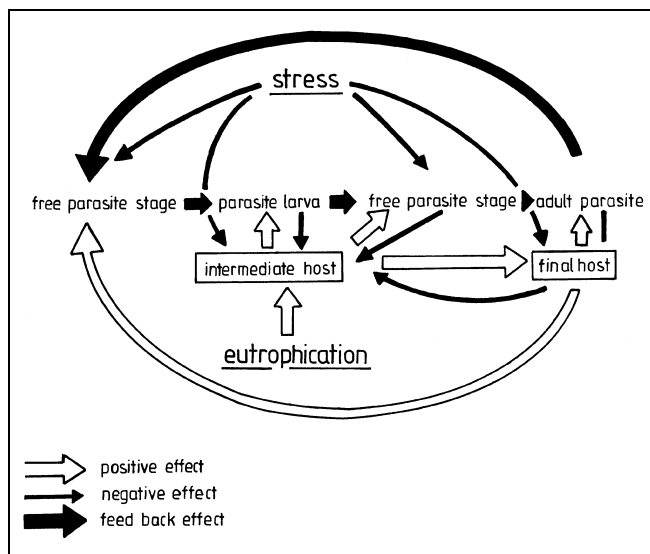 stress
free parasite stage parasite larva free parasite stage adult parasite
intermediate host final host
eutrophication
positive effect
negative effect
feed back effect